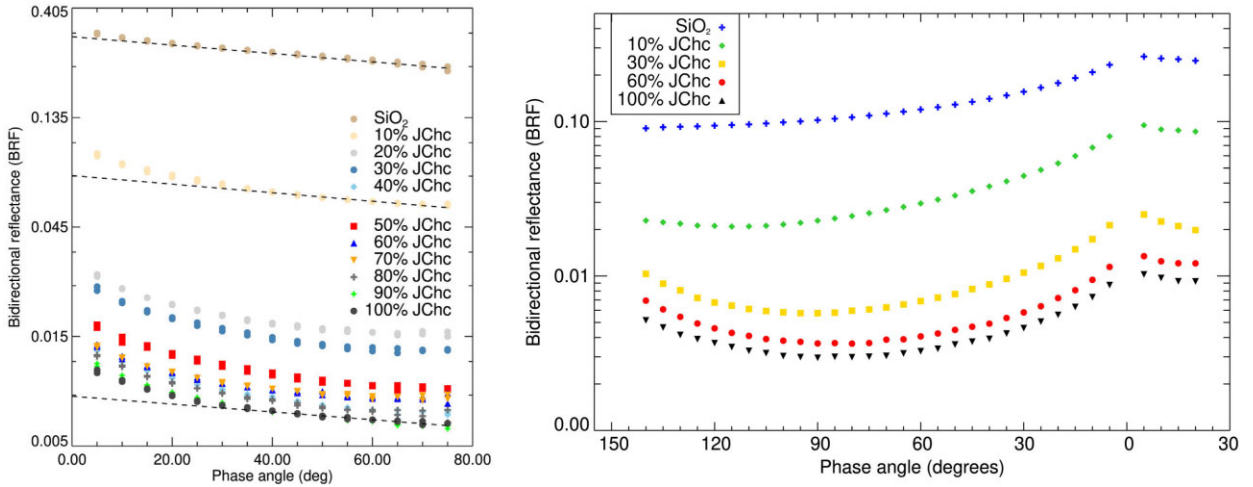 0.405
0.135
0.045
0.015
0.005
Bidirectional reflectance (BRF)
SiO2
10% JChc
20% JChc
30% JChc
40% JChc
50% JChc
60% JChc
70% JChc
80% JChc
90% JChc
100% JChc
0.00 20.00 40.00 60.00 80.00
Phase angle (deg)
SiO2
10% JChc
30% JChc
60% JChc
100% JChc
0.10
0.01
0.00
Bidirectional reflectance (BRF)
150 120 90 60 30 0 30
Phase angle (degrees)